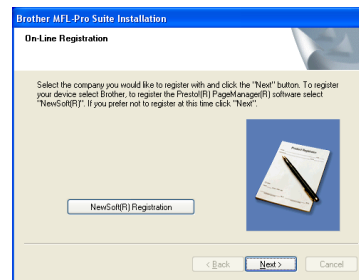 Brother MFL-Pro Suite Installation
On-Line Registration
Select the company you would like to register with and click the "Next" button. To register
your device select Brother, to register the Presto!(R) PageManager(R) software select
"NewSoft(R)". If you prefer not to register at this time click "Next".
Product Registration
NewSoft(R) Registration
< Back
Next >
Cancel